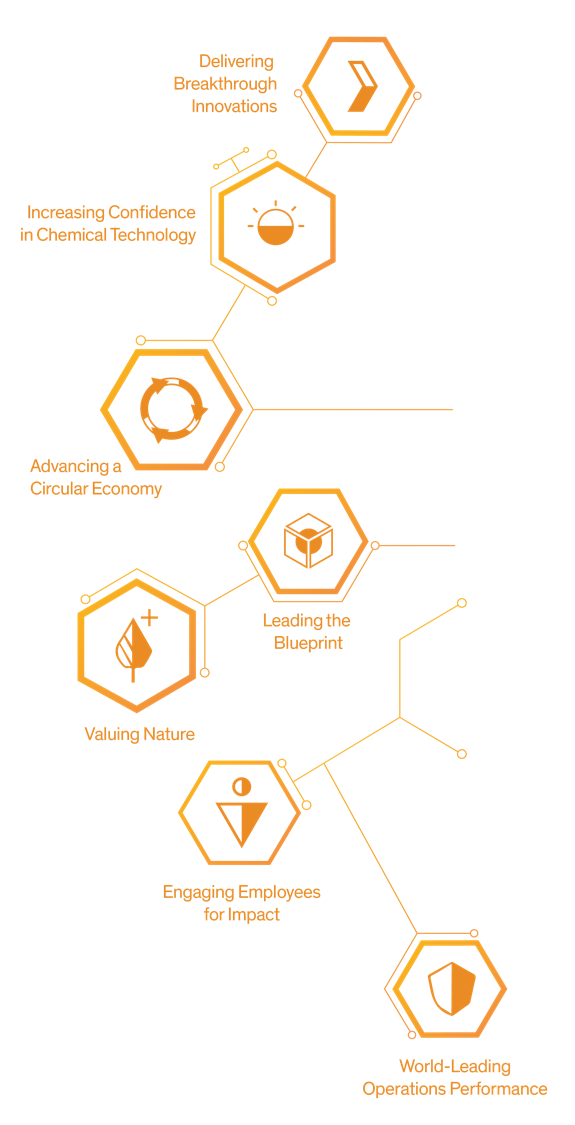 Delivering
Breakthrough
Innovations
Increasing Confidence
in Chemical Technology
Advancing a
Circular Economy
Leading the
Blueprint
Valuing Nature
Engaging Employees
for Impact
World-Leading
Operations Performance